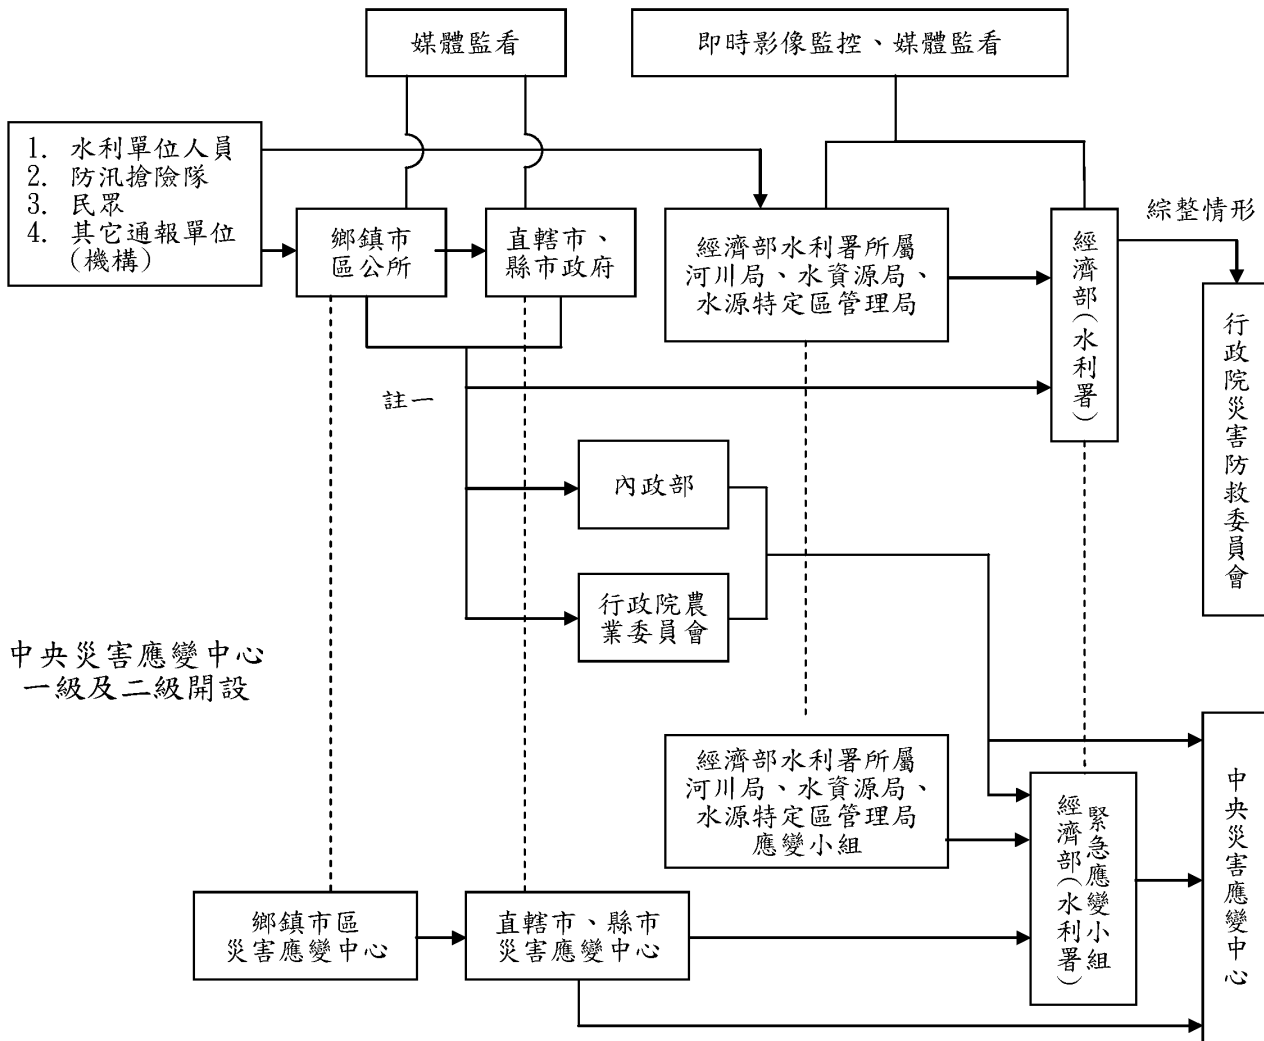 媒體監看
即時影像監控、媒體監看
1. 水利單位人員
2. 防汛搶險隊
3. 民眾
4. 其它通報單位
(機構)
鄉鎮市
區公所
直轄市、
縣市政府
經濟部水利署所屬
河川局、水資源局、
水源特定區管理局
經濟部(水利署)
綜整情形
行政院災害防救委員會
註一
內政部
行政院農
業委員會
中央災害應變中心
一級及二級開設
經濟部水利署所屬
河川局、水資源局、
水源特定區管理局
應變小組
經濟部(水利署)
緊急應變小組
中央災害應變中心
鄉鎮市區
災害應變中心
直轄市、縣市
災害應變中心